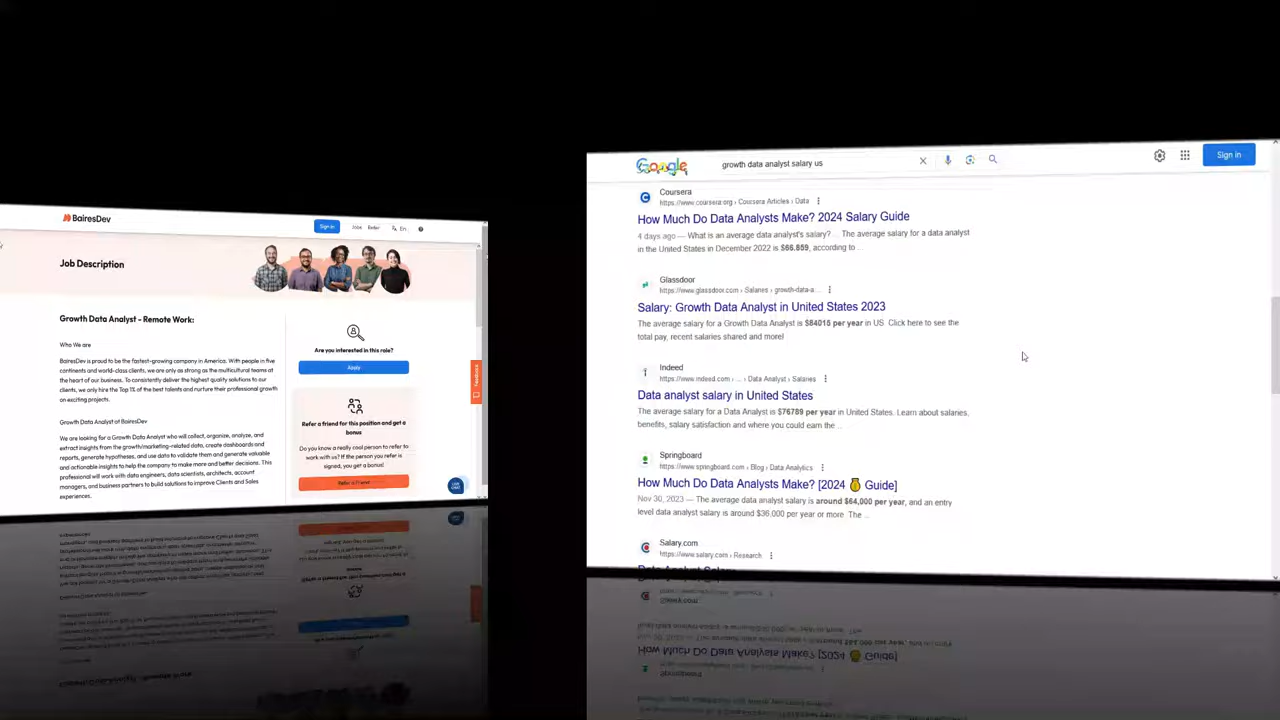 BairesDev
Sign In
Jobs
Refer
En
Job Description
Growth Data Analyst - Remote Work:
Who We are
BairesDev is proud to be the fastest-growing company in America. With people in five
continents and world-class clients, we are only as strong as the multicultural teams at
the heart of our business. To consistently deliver the highest quality solutions to our
clients, we only hire the Top 1% of the best talents and nurture their professional growth
on exciting projects.
Growth Data Analyst at BairesDev
We are looking for a Growth Data Analyst who will collect, organize, analyze, and
extract insights from the growth/marketing-related data, create dashboards and
reports, generate hypotheses, and use data to validate them and generate valuable
and actionable insights to help the company to make more and better decisions. This
professional will work with data engineers, data scientists, architects, account
managers, and business partners to build solutions to improve Clients and Sales
experiences.
Are you interested in this role?
Apply
Refer a friend for this position and get a
bonus
Do you know a really cool person to refer to
work with us? If the person you refer is
signed, you get a bonus!
Refer a Friend
Feedback
LIVE
CHAT
Google
growth data analyst salary us
Sign in
Coursera
https://www.coursera.org › Coursera Articles › Data
How Much Do Data Analysts Make? 2024 Salary Guide
4 days ago — What is an average data analyst's salary? ... The average salary for a data analyst
in the United States in December 2022 is $66,859, according to ...
Glassdoor
https://www.glassdoor.com › Salaries › growth-data-a...
Salary: Growth Data Analyst in United States 2023
The average salary for a Growth Data Analyst is $84015 per year in US. Click here to see the
total pay, recent salaries shared and more!
Indeed
https://www.indeed.com › ... › Data Analyst › Salaries
Data analyst salary in United States
The average salary for a Data Analyst is $76789 per year in United States. Learn about salaries,
benefits, salary satisfaction and where you could earn the ...
Springboard
https://www.springboard.com › Blog › Data Analytics
How Much Do Data Analysts Make? [2024 Guide]
Nov 30, 2023 — The average data analyst salary is around $64,000 per year, and an entry
level data analyst salary is around $36,000 per year or more. The ...
Salary.com
https://www.salary.com › Research
Data Analyst Salary